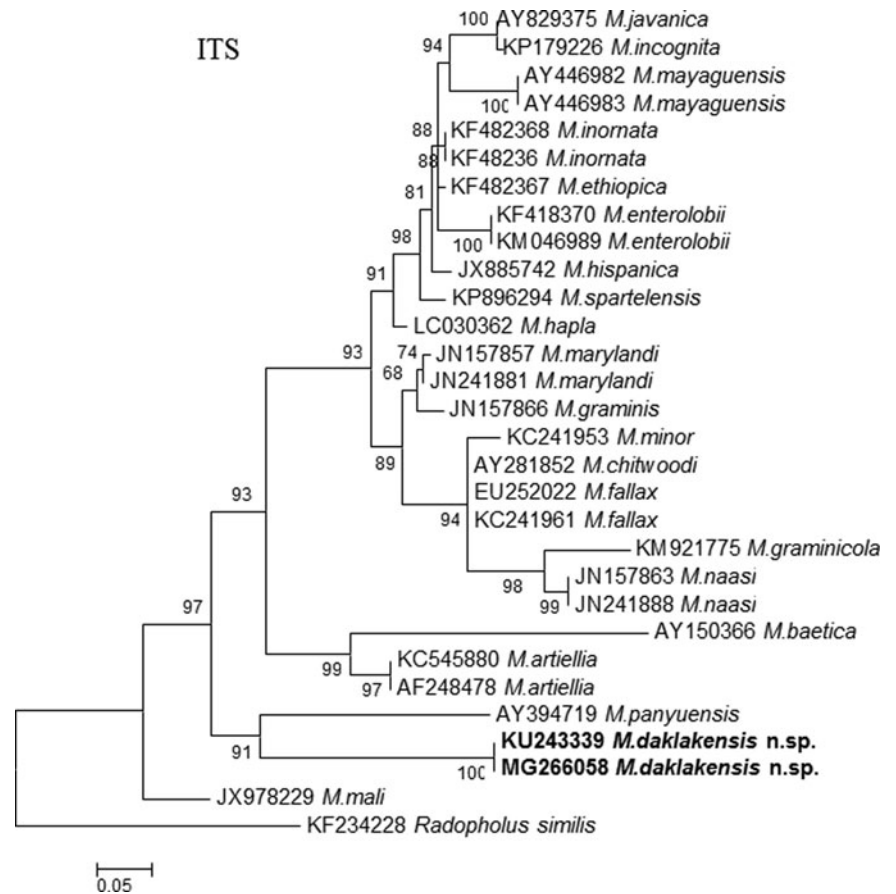 ITS
100 AY829375 M.javanica
94 KP179226 M.incognita
AY446982 M.mayaguensis
100 AY446983 M.mayaguensis
88 KF482368 M.inornata
88 KF48236 M.inornata
81 KF482367 M.ethiopica
KF418370 M.enterolobii
98 100 KM046989 M.enterolobii
91 JX885742 M.hispanica
KP896294 M.spartelensis
LC030362 M.hapla
93 74 JN157857 M.marylandi
68 JN241881 M.marylandi
JN157866 M.graminis
KC241953 M.minor
89 AY281852 M.chitwoodi
93 EU252022 M.fallax
94 KC241961 M.fallax
KM921775 M.graminicola
98 JN157863 M.naasi
97 99 JN241888 M.naasi
AY150366 M.baetica
99 KC545880 M.artiellia
97 AF248478 M.artiellia
AY394719 M.panyuensis
91 KU243339 M.daklakensis n.sp.
100 MG266058 M.daklakensis n.sp.
JX978229 M.mali
KF234228 Radopholus similis
0.05